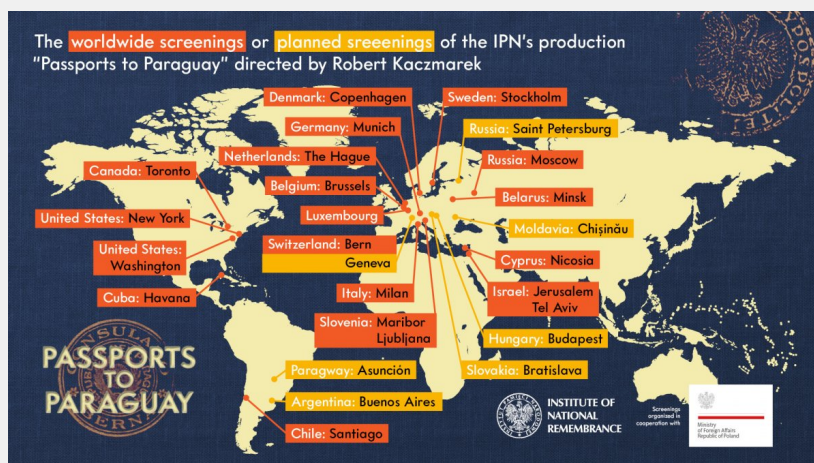 The worldwide screenings or planned sreeenings of the IPN's production
"Passports to Paraguay" directed by Robert Kaczmarek
Denmark: Copenhagen
Sweden: Stockholm
Germany: Munich
Russia: Saint Petersburg
Netherlands: The Hague
Russia: Moscow
Canada: Toronto
Belgium: Brussels
Belarus: Minsk
United States: New York
Luxembourg
Moldavia: Chișinău
United States:
Washington
Switzerland: Bern
Geneva
Cyprus: Nicosia
Cuba: Havana
Italy: Milan
Israel: Jerusalem
Tel Aviv
Slovenia: Maribor
Ljubljana
Hungary: Budapest
PASSPORTS
TO
PARAGUAY
Paragway: Asunción
Slovakia: Bratislava
Argentina: Buenos Aires
Chile: Santiago
INSTITUTE OF
NATIONAL
REMEMBRANCE
Screenings
organized in
cooperation with
Ministry
of Foreign Affairs
Republic of Poland